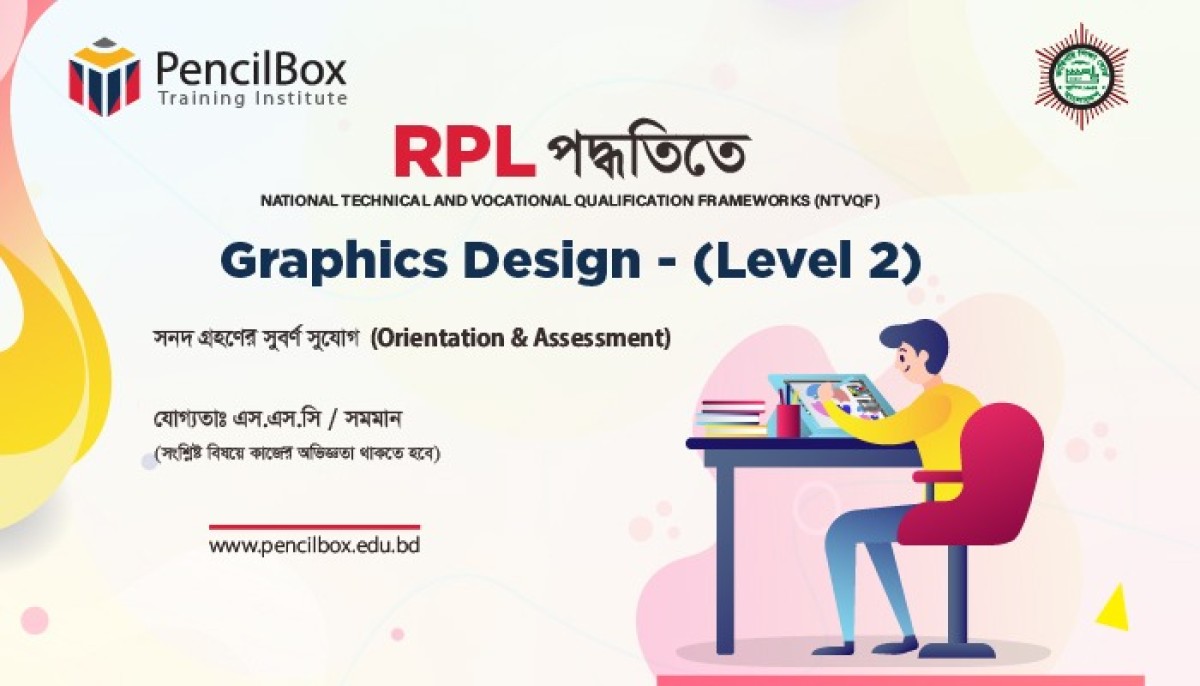 PencilBox
Training Institute
RPL পদ্ধতিতে
NATIONAL TECHNICAL AND VOCATIONAL QUALIFICATION FRAMEWORKS (NTVQF)
Graphics Design - (Level 2)
সনদ গ্রহণের সুবর্ণ সুযোগ (Orientation & Assessment)
যোগ্যতাঃ এস.এস.সি / সমমান
(সংশ্লিষ্ট বিষয়ে কাজের অভিজ্ঞতা থাকতে হবে)
www.pencilbox.edu.bd